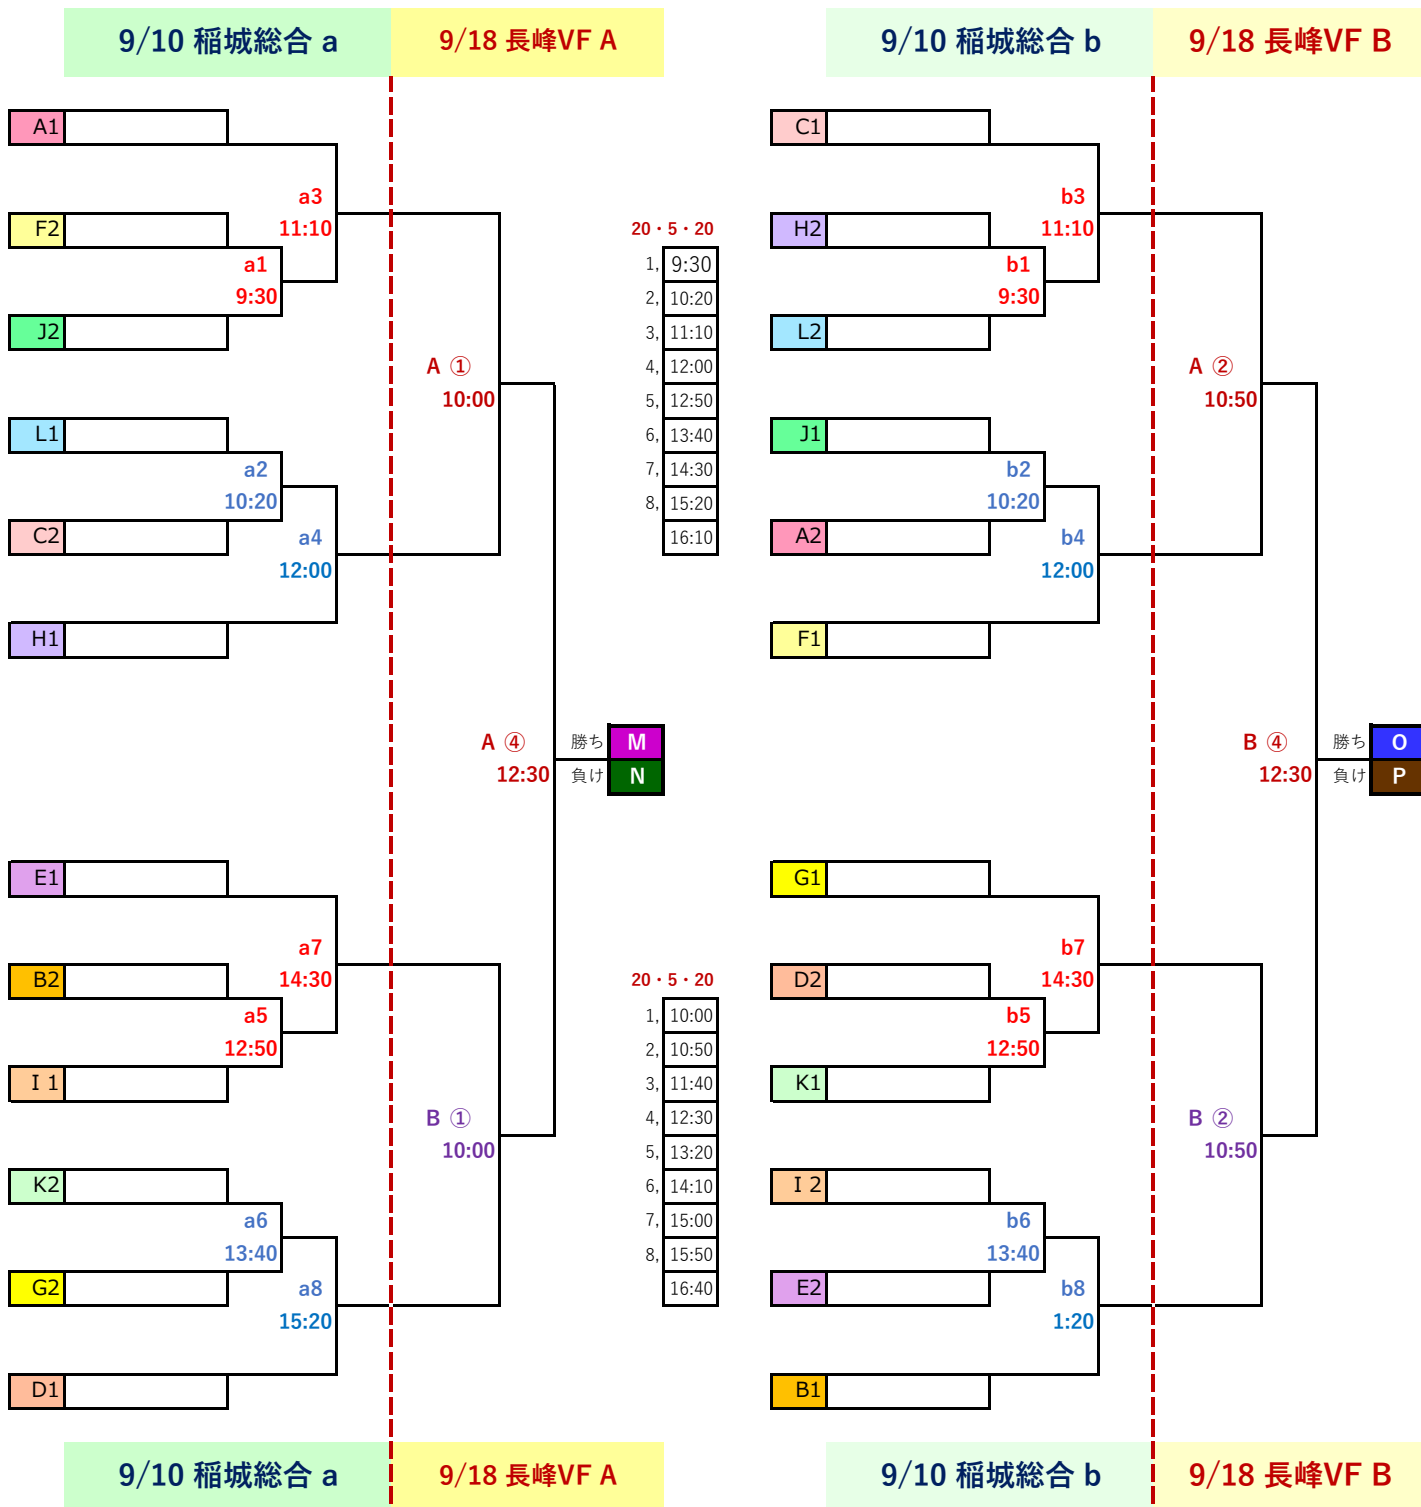 9/10 稲城総合 a
9/18 長峰VF A
9/10 稲城総合 b
9/18 長峰VF B
A1
a3
11:10
F2
a1
9:30
J2
A ①
10:00
L1
a2
10:20
C2
a4
12:00
H1
A ④
12:30
勝ち M
負け N
E1
a7
14:30
B2
a5
12:50
I 1
B ①
10:00
K2
a6
13:40
G2
a8
15:20
D1
20・5・20
1, 9:30
2, 10:20
3, 11:10
4, 12:00
5, 12:50
6, 13:40
7, 14:30
8, 15:20
16:10
20・5・20
1, 10:00
2, 10:50
3, 11:40
4, 12:30
5, 13:20
6, 14:10
7, 15:00
8, 15:50
16:40
C1
b3
11:10
H2
b1
9:30
L2
A ②
10:50
J1
b2
10:20
A2
b4
12:00
F1
B ④
12:30
勝ち O
負け P
G1
b7
14:30
D2
b5
12:50
K1
B ②
10:50
I 2
b6
13:40
E2
b8
1:20
B1
9/10 稲城総合 a
9/18 長峰VF A
9/10 稲城総合 b
9/18 長峰VF B